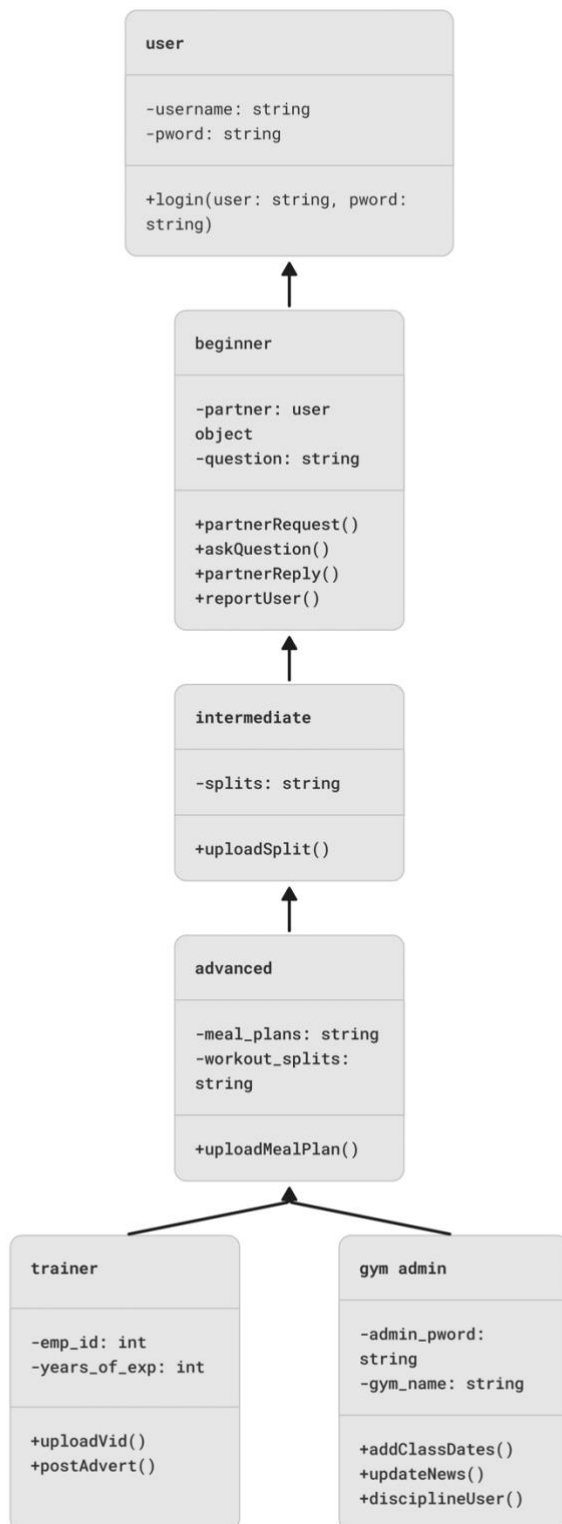 user
-username: string
-pword: string
+login(user: string, pword:
string)
beginner
-partner: user
object
-question: string
+partnerRequest()
+askQuestion()
+partnerReply()
+reportUser()
intermediate
-splits: string
+uploadSplit()
advanced
-meal_plans: string
-workout_splits:
string
+uploadMealPlan()
trainer
-emp_id: int
-years_of_exp: int
+uploadVid()
+postAdvert()
gym admin
-admin_pword:
string
-gym_name: string
+addClassDates()
+updateNews()
+disciplineUser()